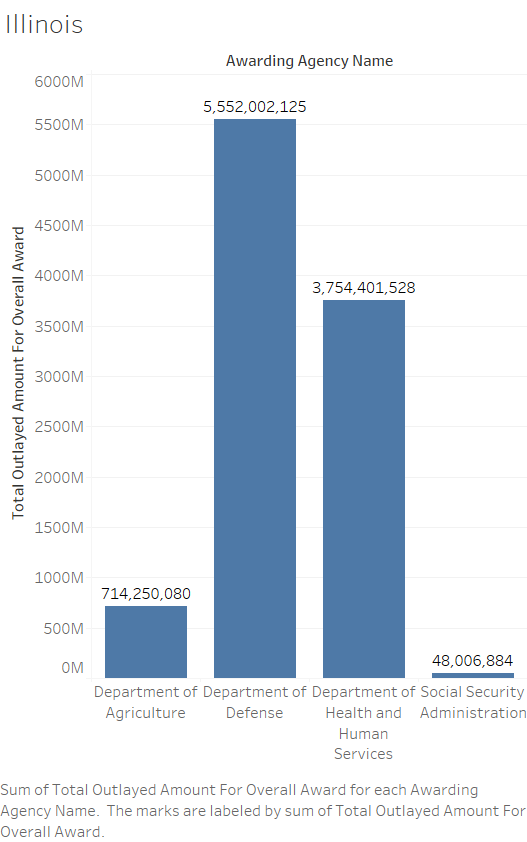 Illinois
Awarding Agency Name
Total Outlayed Amount For Overall Award
6000M
5500M
5000M
4500M
4000M
3500M
3000M
2500M
2000M
1500M
1000M
500M
0M
5,552,002,125
3,754,401,528
714,250,080
48,006,884
Department of
Agriculture
Department of
Defense
Department of
Health and
Human
Services
Social Security
Administration
Sum of Total Outlayed Amount For Overall Award for each Awarding
Agency Name.  The marks are labeled by sum of Total Outlayed Amount For
Overall Award.